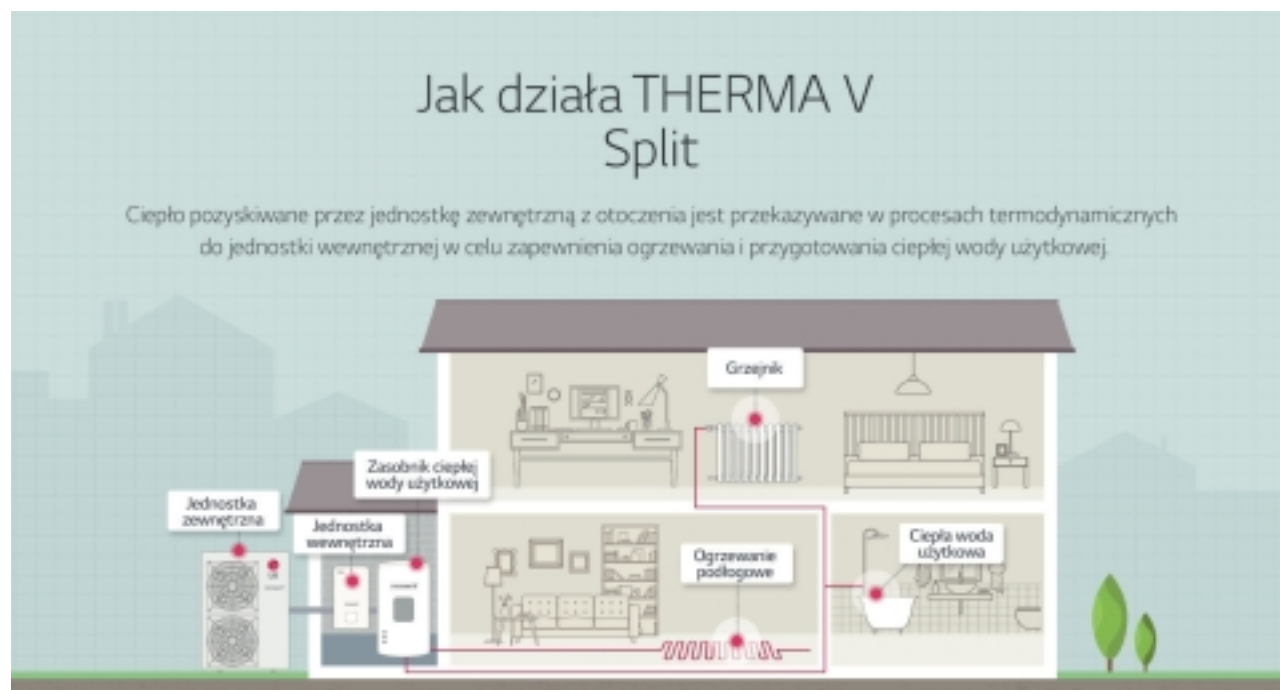 Jak działa THERMA V
Split
Ciepło pozyskiwane przez jednostkę zewnętrzną z otoczenia jest przekazywane w procesach termodynamicznych
do jednostki wewnętrznej w celu zapewnienia ogrzewania i przygotowania ciepłej wody użytkowej.
Grzejnik
Zasobnik ciepłej
wody użytkowej
Jednostka
zewnętrzna
Jednostka
wewnętrzna
Ogrzewanie
podłogowe
Ciepła woda
użytkowa